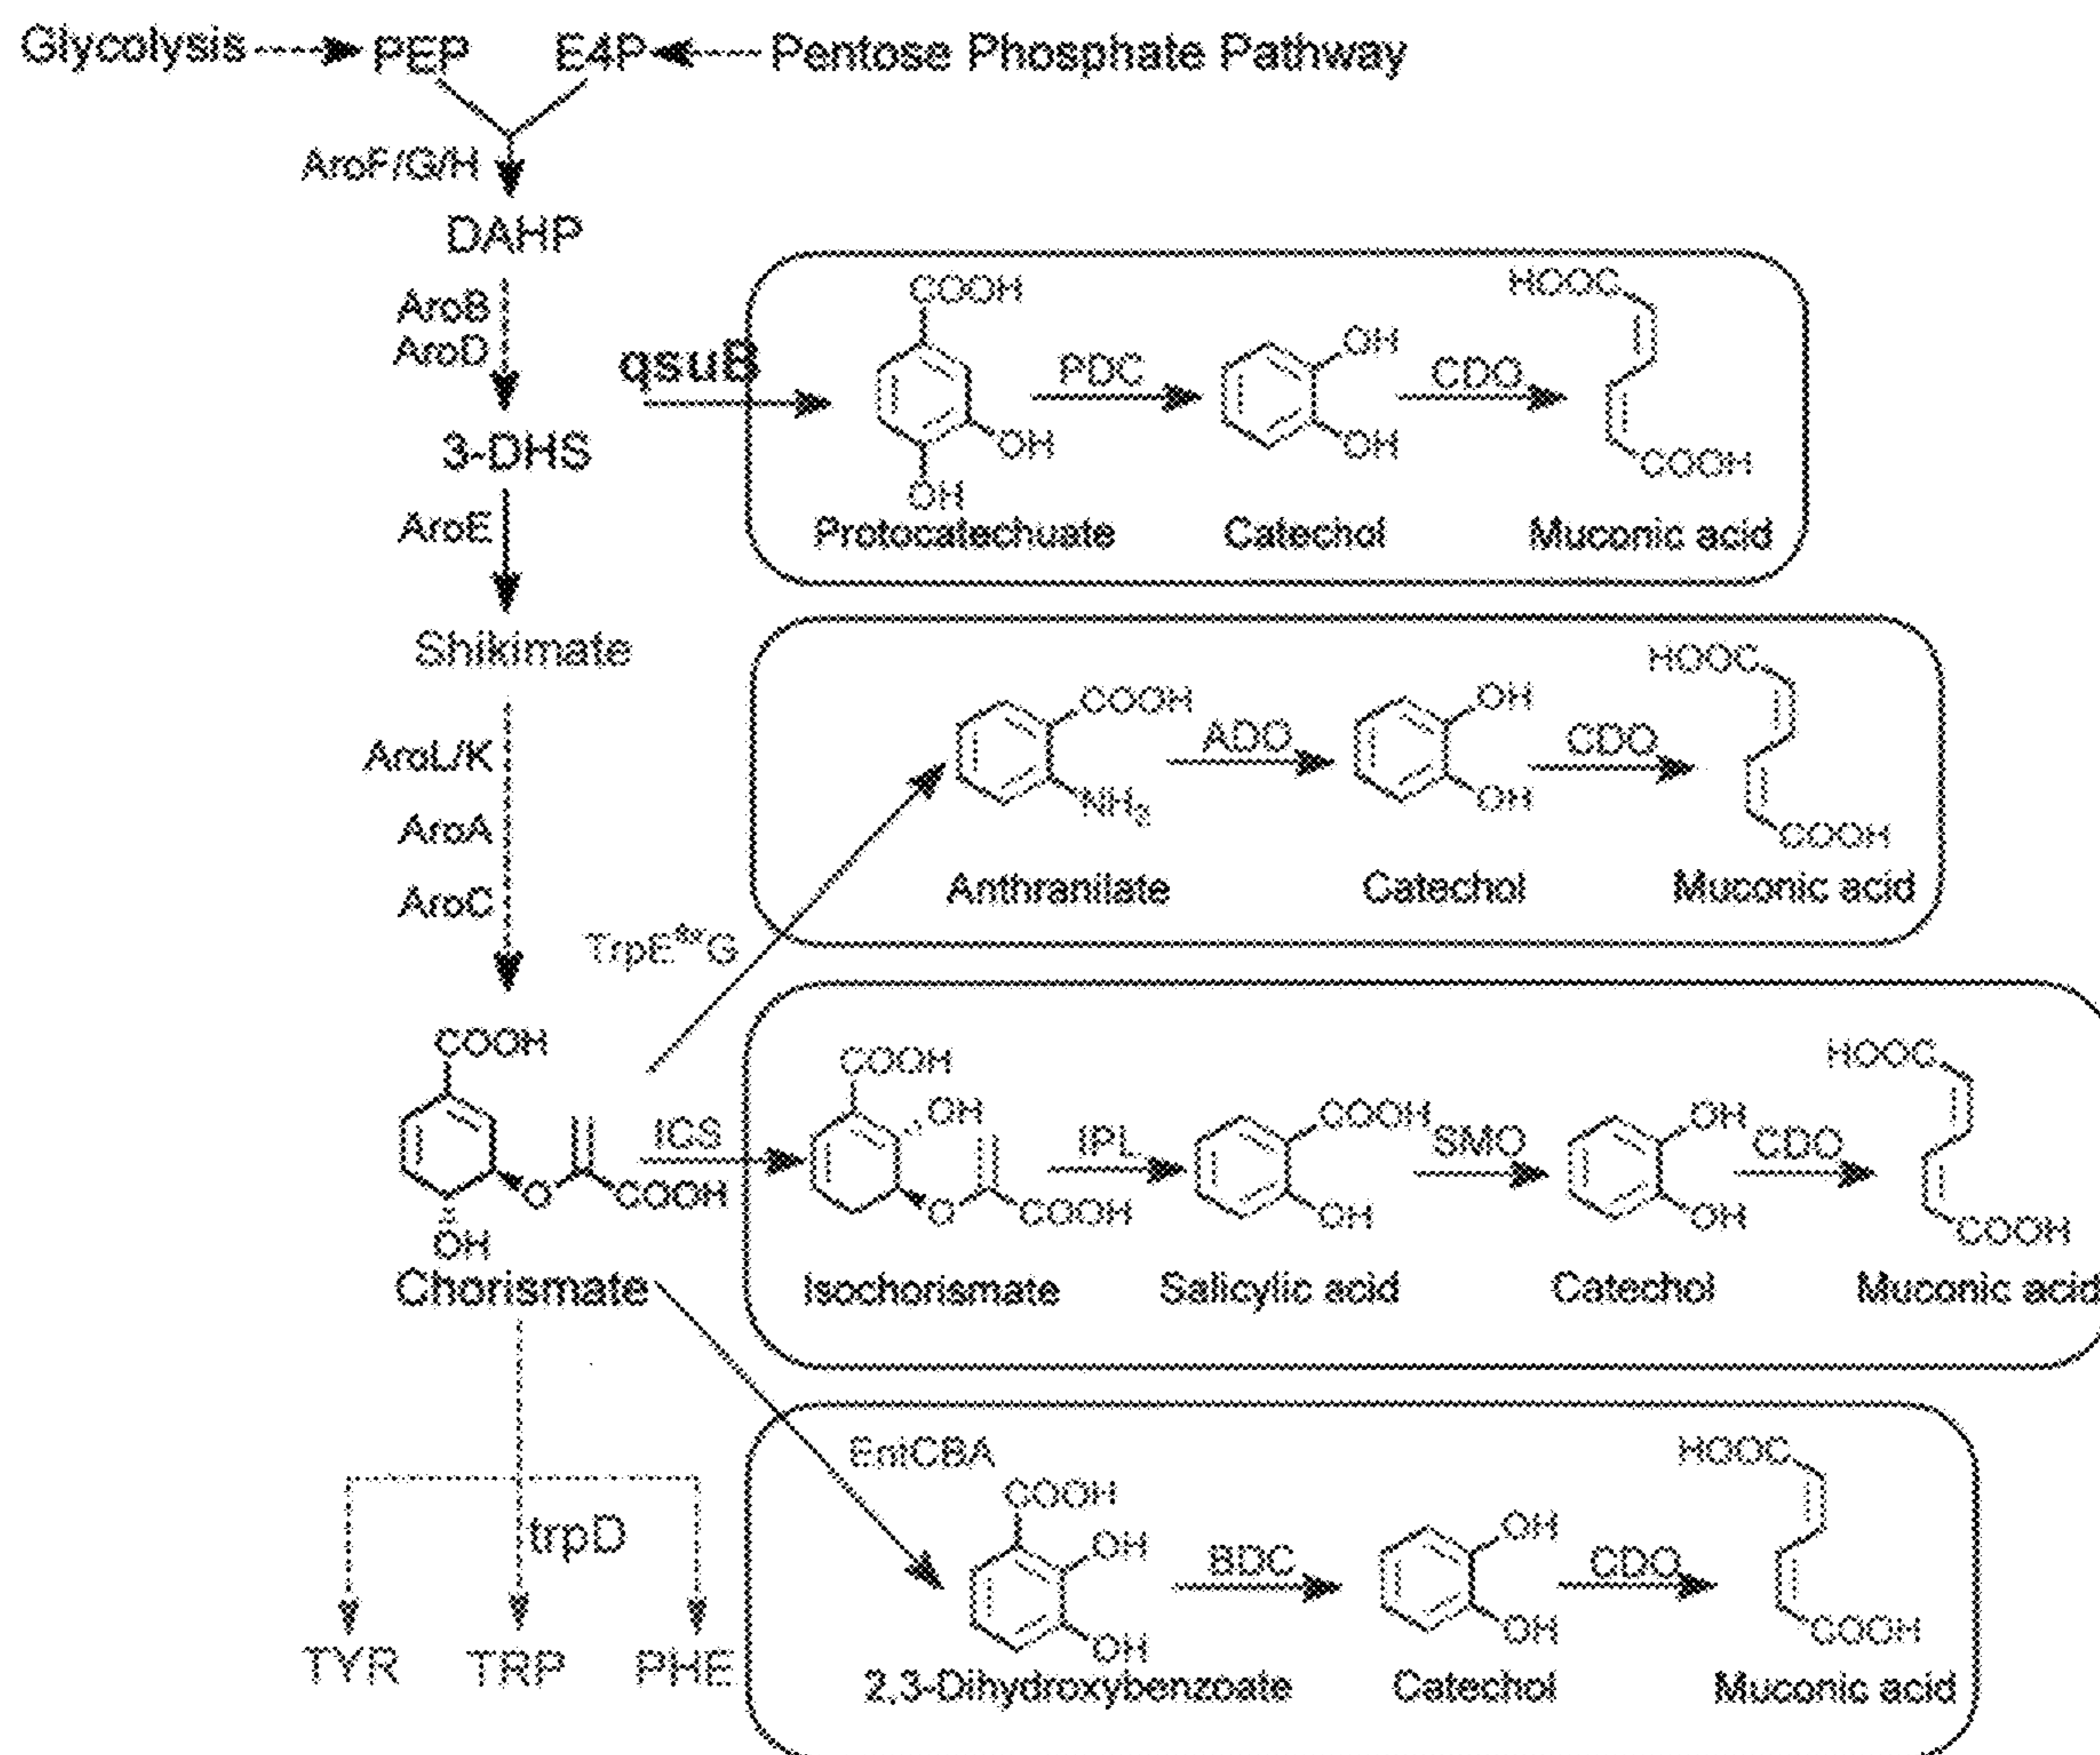 Glycolysis PEP E4P Pentose Phosphate Pathway
AroF/G/H
DAHP
AroB
AroD
3-DHS
AroE
Shikimate
AroL/K
AroA
AroC
COOH
O
COOH
OH
Chorismate
trpD
TYR TRP PHE
qsuB
COOH
OH
OH
PDC
OH
OH
CDO
HOOC
COOH
Protocatechuate Catechol Muconic acid
TrpE G
COOH
NH
ADO
OH
OH
CDO
HOOC
COOH
Anthranilate Catechol Muconic acid
ICS
COOH
OH
O
COOH
IPL
COOH
OH
SMO
OH
OH
CDO
HOOC
COOH
Isochorismate Salicylic acid Catechol Muconic acid
EntCBA
COOH
OH
OH
BDC
OH
OH
CDO
HOOC
COOH
2,3-Dihydroxybenzoate Catechol Muconic acid